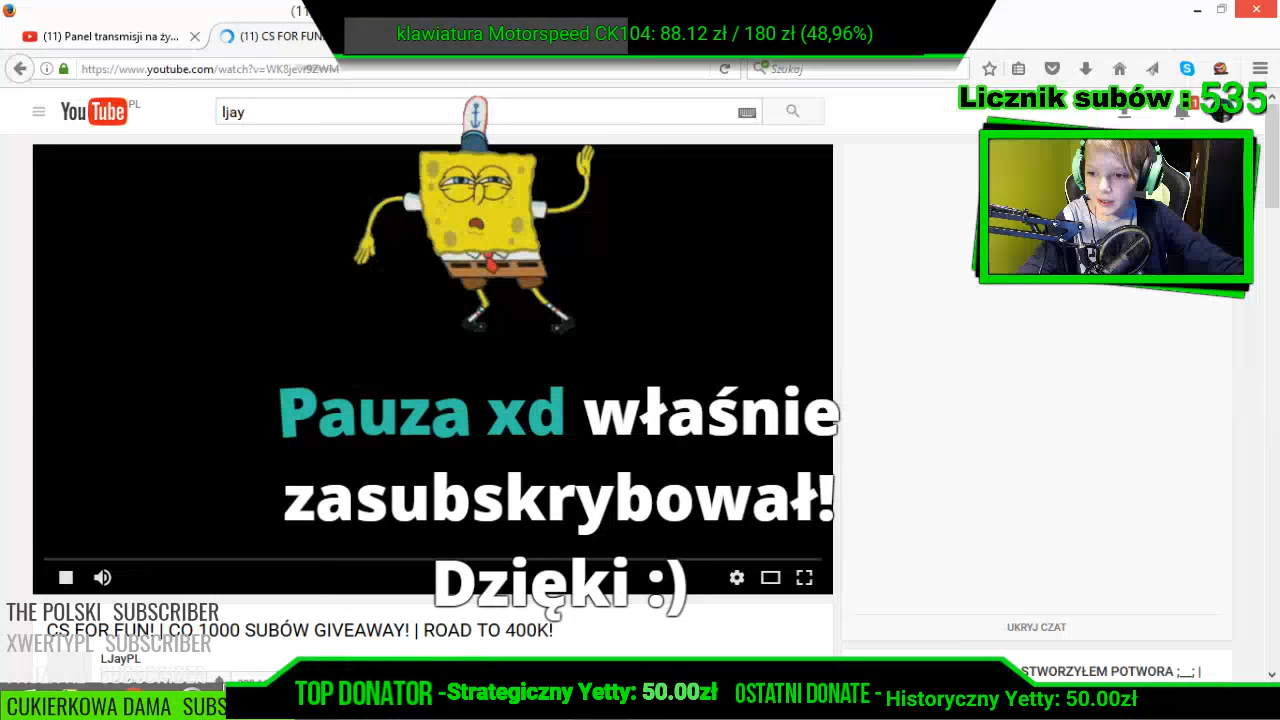 (11
klawiatura Motorspeed CK104: 88.12 zł / 180 zł (48,96%)
(11) Panel transmisji na ży...
(11) CS FOR FUN
https://www.youtube.com/watch?v=WK8jevr9ZWM
Szukaj
YouTube PL
ljay
Licznik subów : 535
Pauza xd właśnie
zasubskrybował!
Dzięki :)
THE POLSKI SUBSCRIBER
CS FOR FUN! | CO 1000 SUBÓW GIVEAWAY! | ROAD TO 400K!
XWERTYPL SUBSCRIBER
UKRYJ CZAT
LJayPL
STWORZYŁEM POTWORA ;__; |
CUKIERKOWA DAMA SUBS
TOP DONATOR -Strategiczny Yetty: 50.00zł
OSTATNI DONATE - Historyczny Yetty: 50.00zł